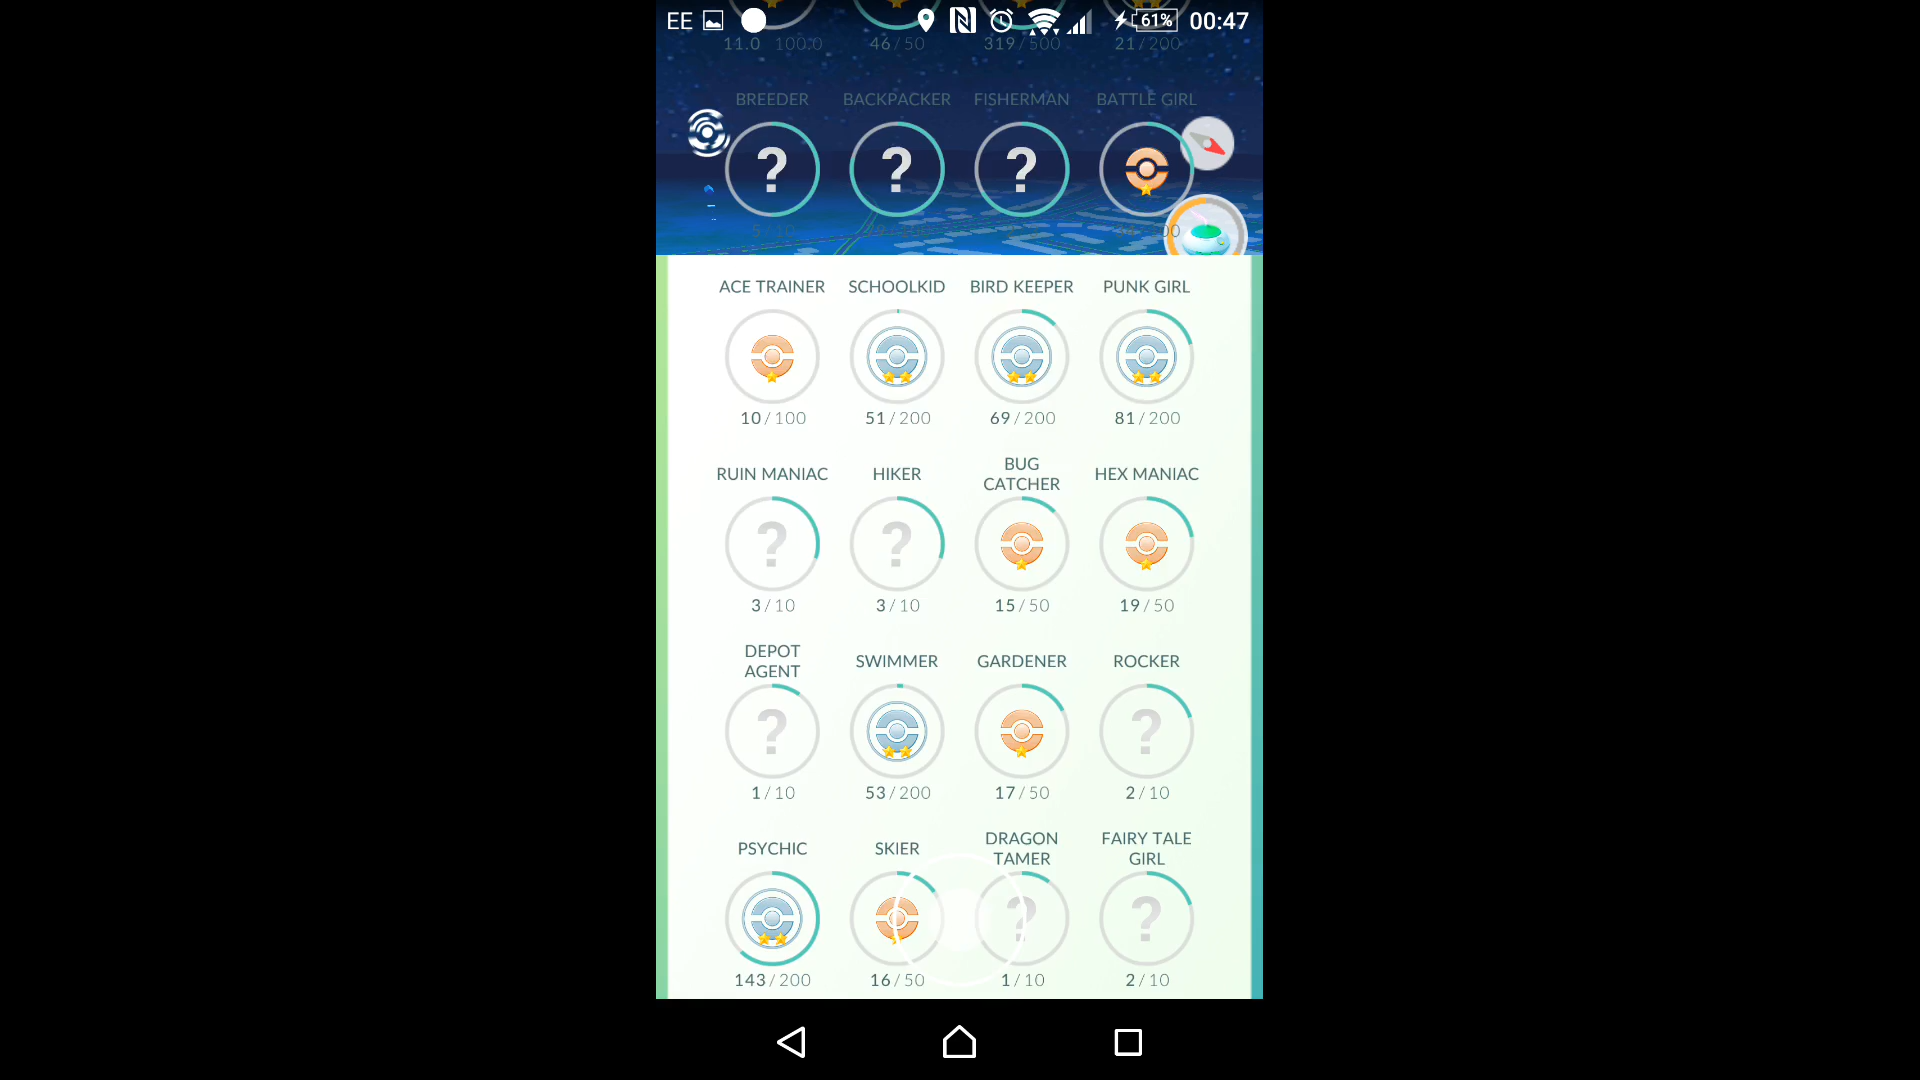 EE 61% 00:47
11.0 100.0 46/50 319/500 21/200
BREEDER BACKPACKER FISHERMAN BATTLE GIRL
? ? ?
5/10
ACE TRAINER SCHOOLKID BIRD KEEPER PUNK GIRL
10/100 51/200 69/200 81/200
RUIN MANIAC HIKER BUG CATCHER HEX MANIAC
? ?
3/10 3/10 15/50 19/50
DEPOT AGENT SWIMMER GARDENER ROCKER
? ?
1/10 53/200 17/50 2/10
PSYCHIC SKIER DRAGON TAMER FAIRY TALE GIRL
? ?
143/200 16/50 1/10 2/10